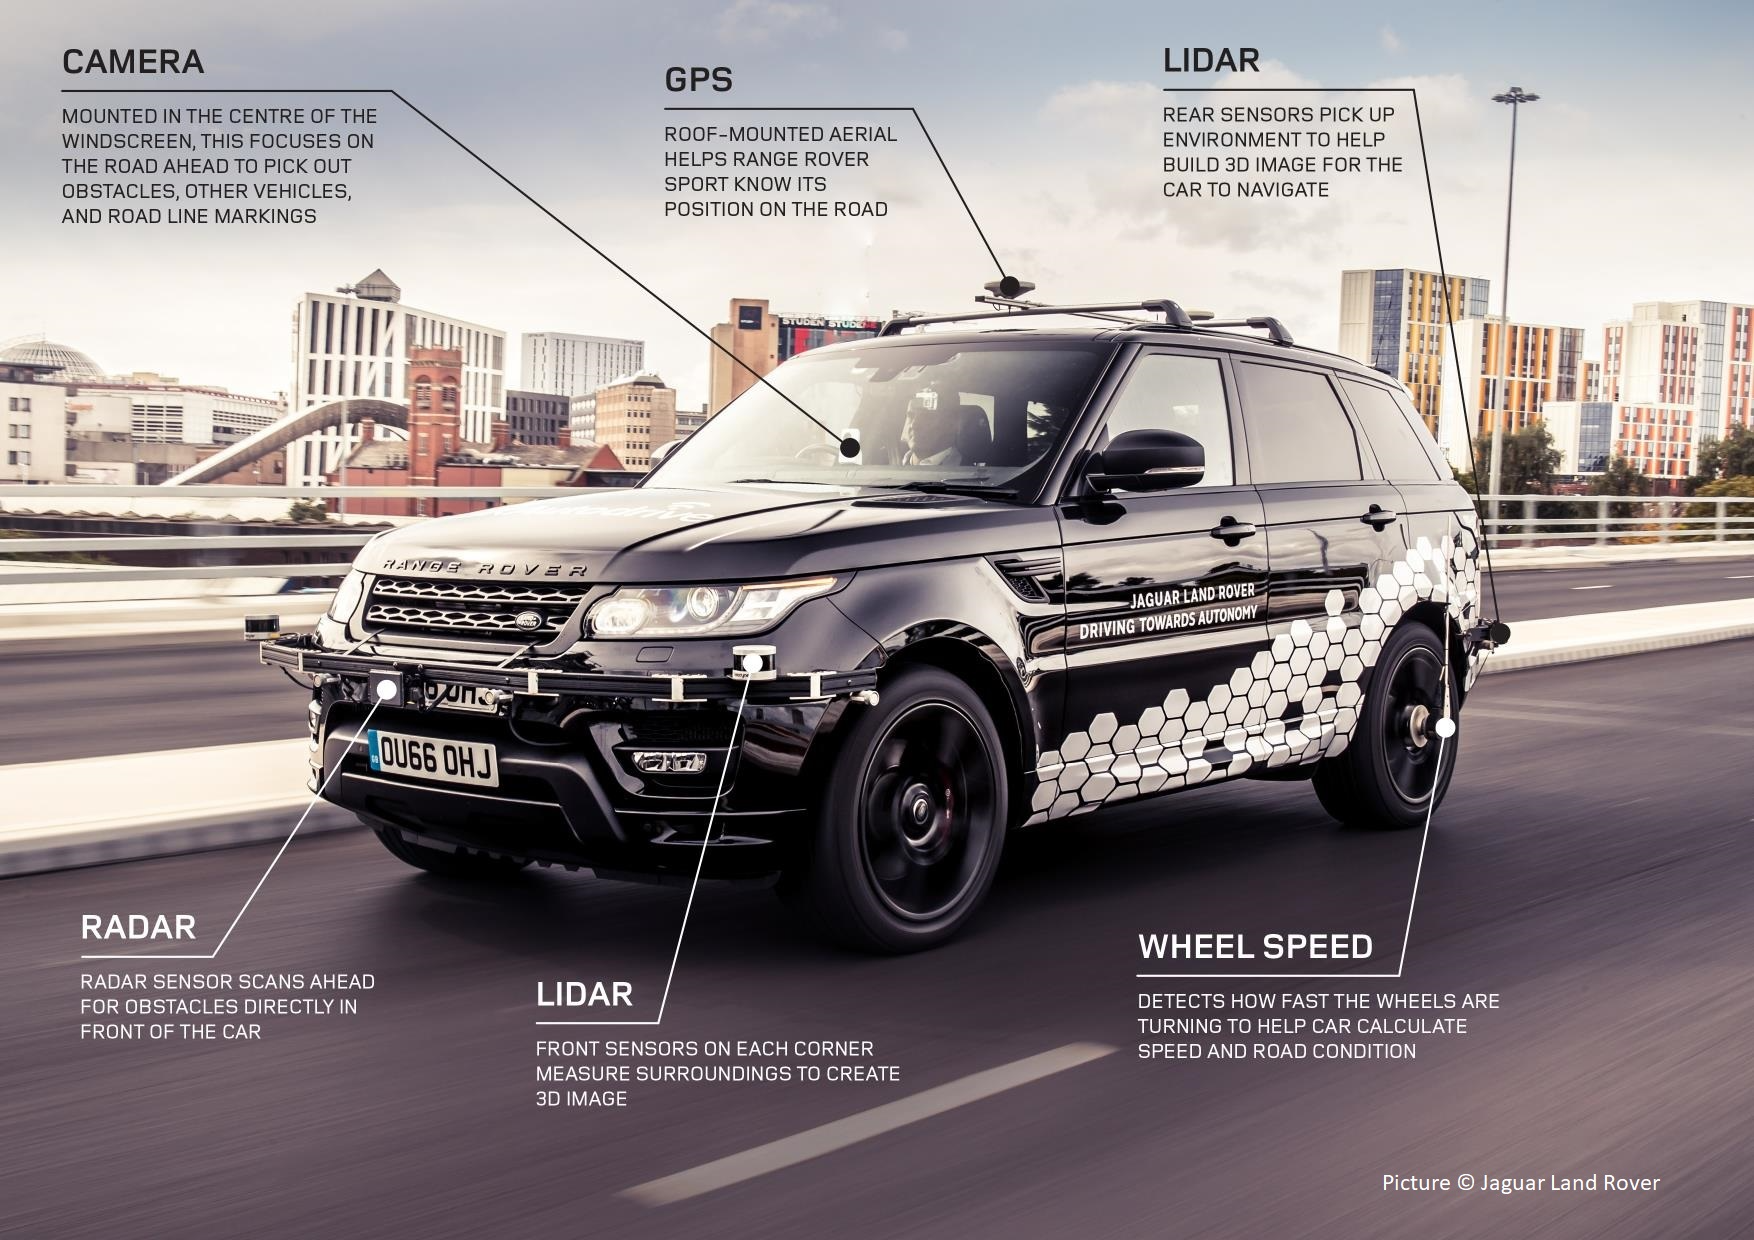 CAMERA
MOUNTED IN THE CENTRE OF THE
WINDSCREEN, THIS FOCUSES ON
THE ROAD AHEAD TO PICK OUT
OBSTACLES, OTHER VEHICLES,
AND ROAD LINE MARKINGS
GPS
ROOF-MOUNTED AERIAL
HELPS RANGE ROVER
SPORT KNOW ITS
POSITION ON THE ROAD
LIDAR
REAR SENSORS PICK UP
ENVIRONMENT TO HELP
BUILD 3D IMAGE FOR THE
CAR TO NAVIGATE
RANGE ROVER
JAGUAR LAND ROVER
DRIVING TOWARDS AUTONOMY
OU66 OHJ
RADAR
RADAR SENSOR SCANS AHEAD
FOR OBSTACLES DIRECTLY IN
FRONT OF THE CAR
LIDAR
FRONT SENSORS ON EACH CORNER
MEASURE SURROUNDINGS TO CREATE
3D IMAGE
WHEEL SPEED
DETECTS HOW FAST THE WHEELS ARE
TURNING TO HELP CAR CALCULATE
SPEED AND ROAD CONDITION
Picture © Jaguar Land Rover